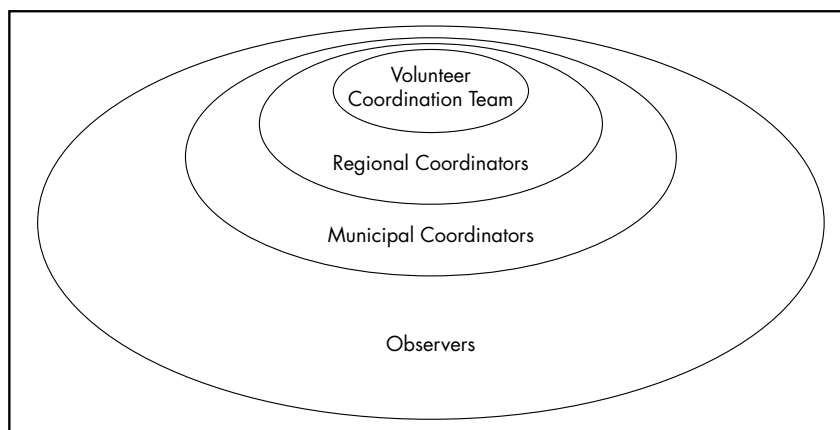 Volunteer
Coordination Team
Regional Coordinators
Municipal Coordinators
Observers